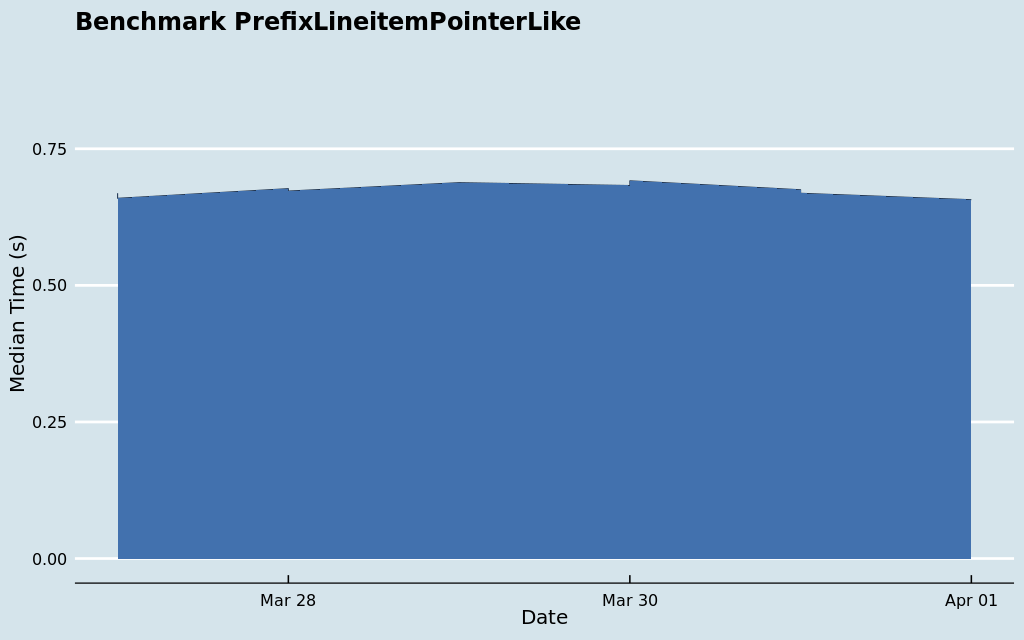 Benchmark PrefixLineitemPointerLike
0.75
0.50
0.25
0.00
Median Time (s)
Mar 28
Mar 30
Apr 01
Date